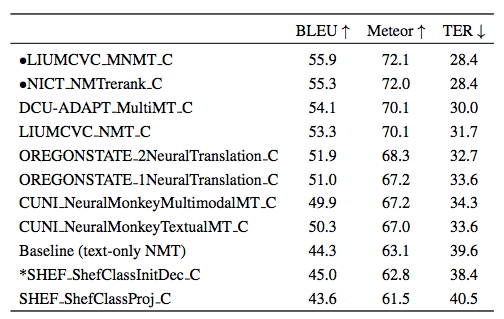 BLEU ↑ Meteor ↑ TER ↓
●LIUMCVC_MNMT_C 55.9 72.1 28.4
●NICT_NMTrerank_C 55.3 72.0 28.4
DCU-ADAPT_MultiMT_C 54.1 70.1 30.0
LIUMCVC_NMT_C 53.3 70.1 31.7
OREGONSTATE_2NeuralTranslation_C 51.9 68.3 32.7
OREGONSTATE_1NeuralTranslation_C 51.0 67.2 33.6
CUNI_NeuralMonkeyMultimodalMT_C 49.9 67.2 34.3
CUNI_NeuralMonkeyTextualMT_C 50.3 67.0 33.6
Baseline (text-only NMT) 44.3 63.1 39.6
*SHEF_ShefClassInitDec_C 45.0 62.8 38.4
SHEF_ShefClassProj_C 43.6 61.5 40.5